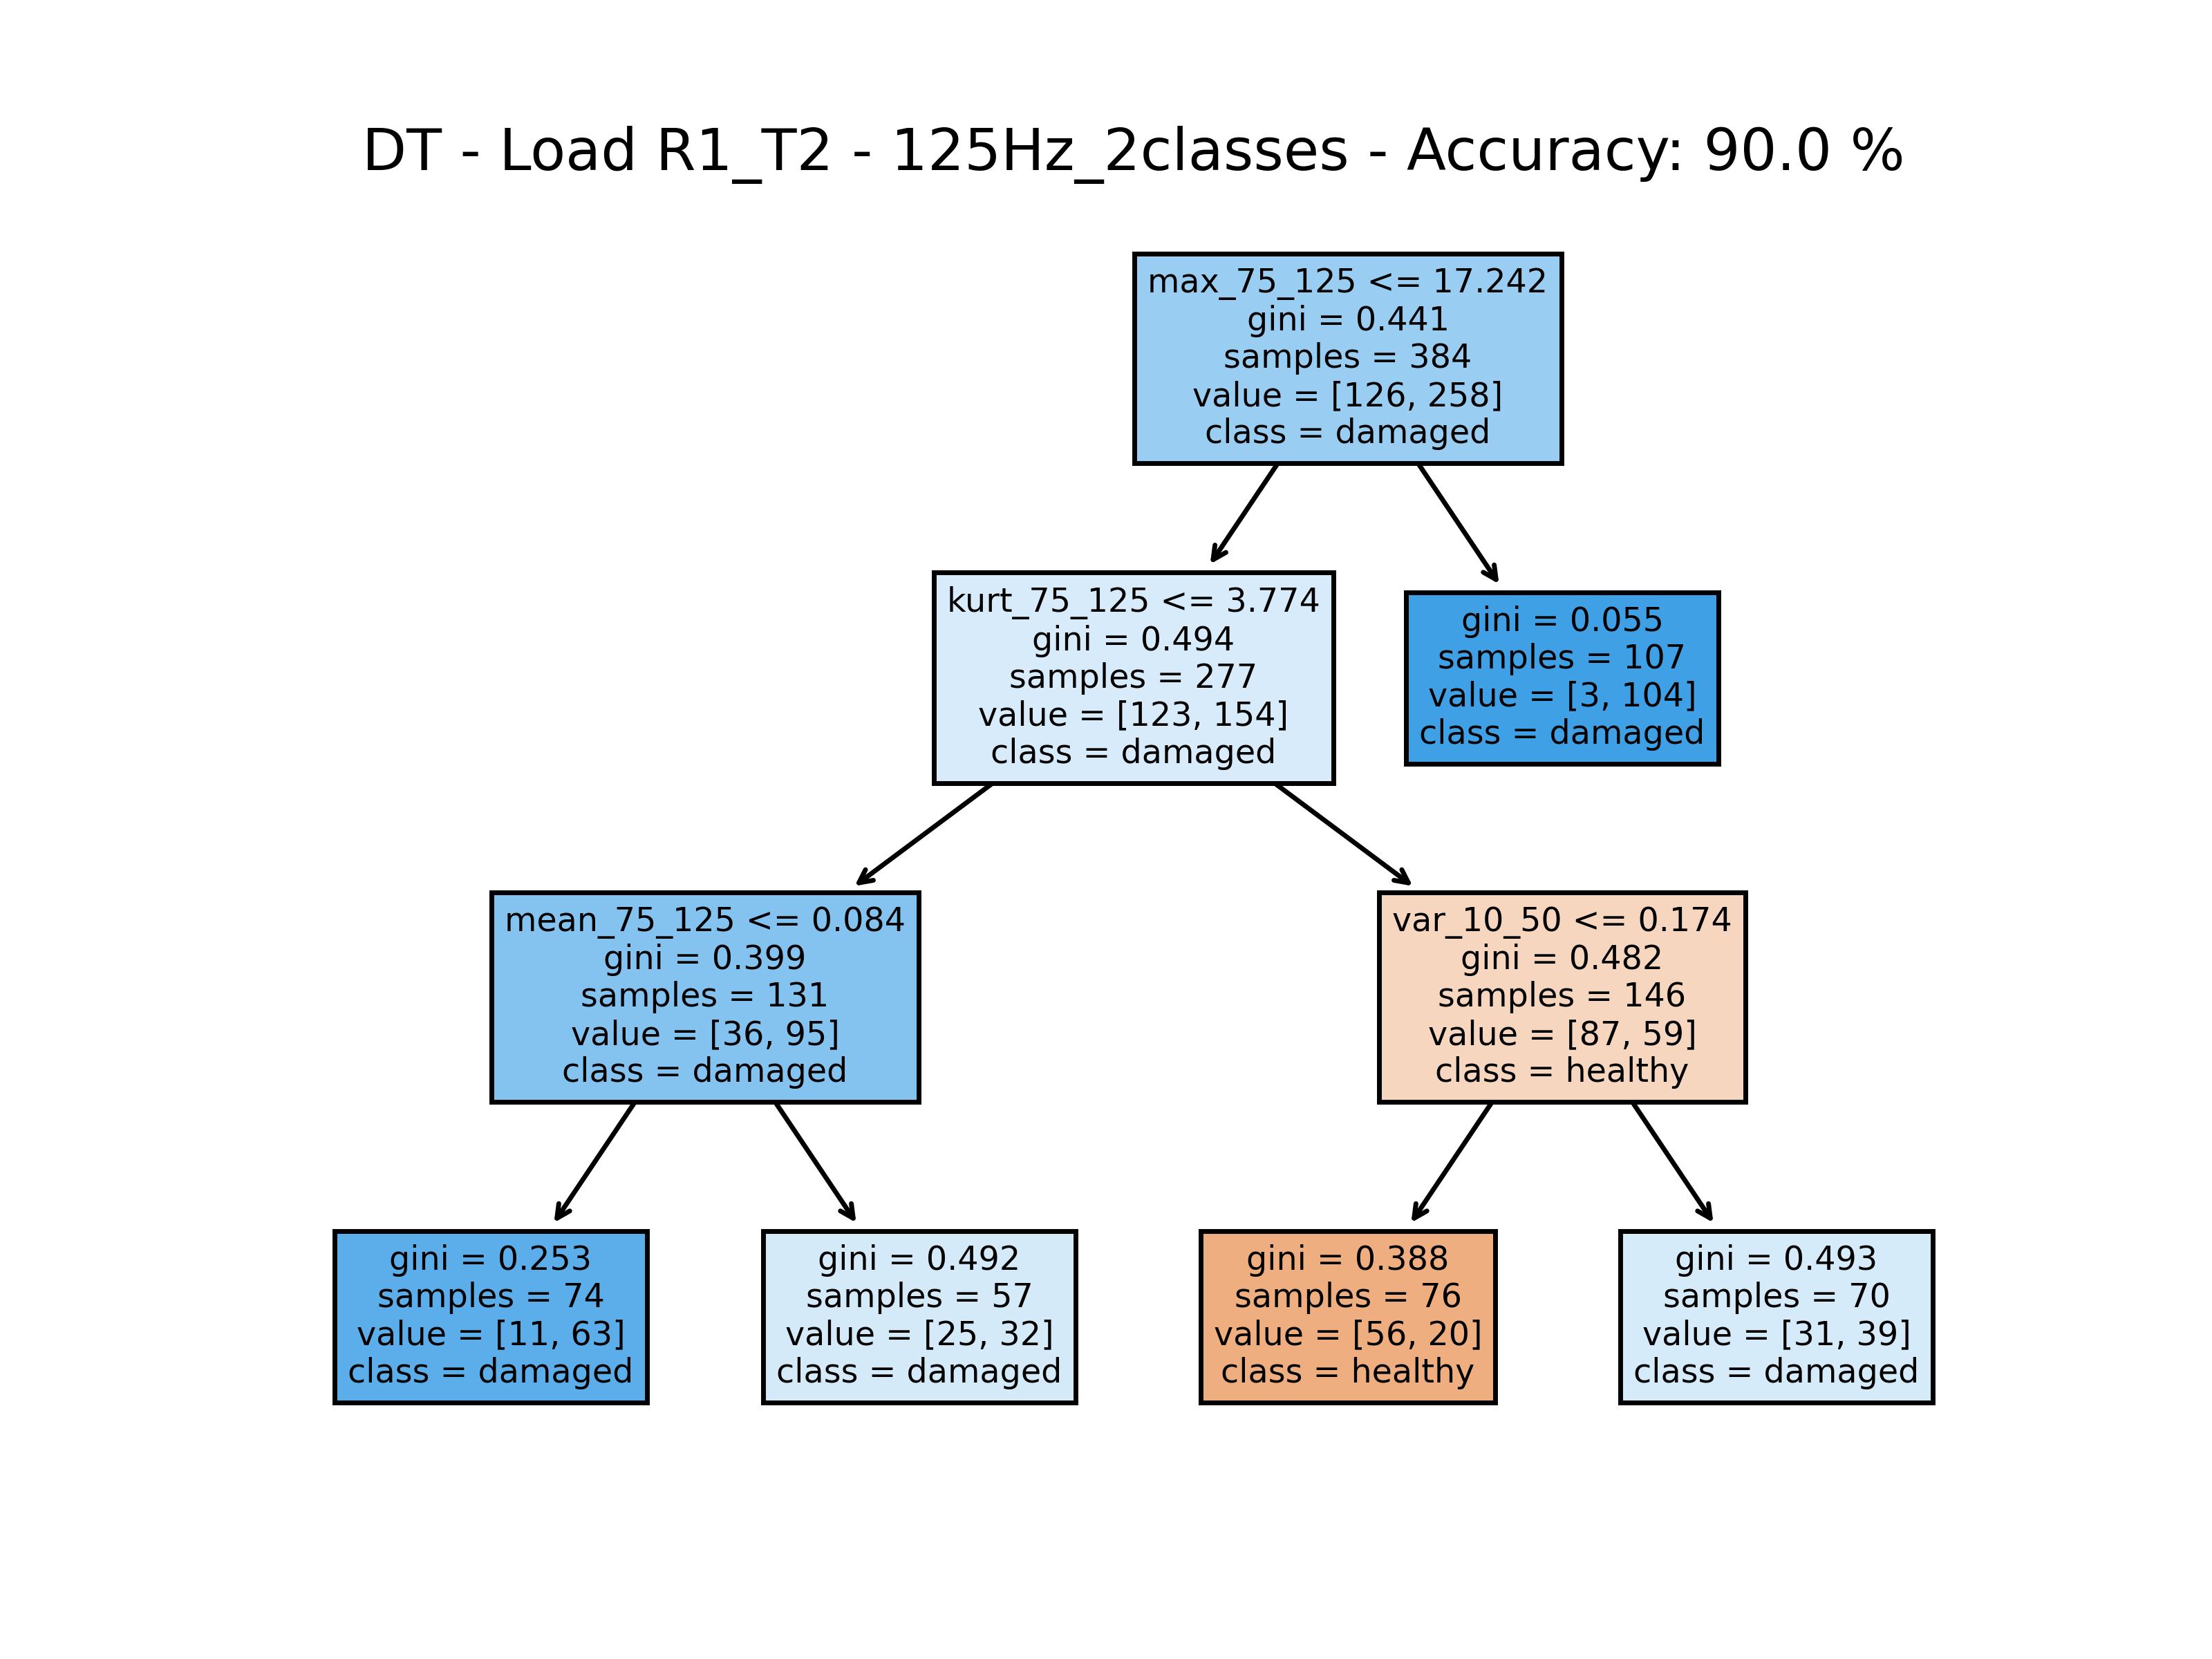 DT - Load R1_T2 - 125Hz_2classes - Accuracy: 90.0 %
max_75_125 <= 17.242
gini = 0.441
samples = 384
value = [126, 258]
class = damaged
kurt_75_125 <= 3.774
gini = 0.494
samples = 277
value = [123, 154]
class = damaged
gini = 0.055
samples = 107
value = [3, 104]
class = damaged
mean_75_125 <= 0.084
gini = 0.399
samples = 131
value = [36, 95]
class = damaged
var_10_50 <= 0.174
gini = 0.482
samples = 146
value = [87, 59]
class = healthy
gini = 0.253
samples = 74
value = [11, 63]
class = damaged
gini = 0.492
samples = 57
value = [25, 32]
class = damaged
gini = 0.388
samples = 76
value = [56, 20]
class = healthy
gini = 0.493
samples = 70
value = [31, 39]
class = damaged